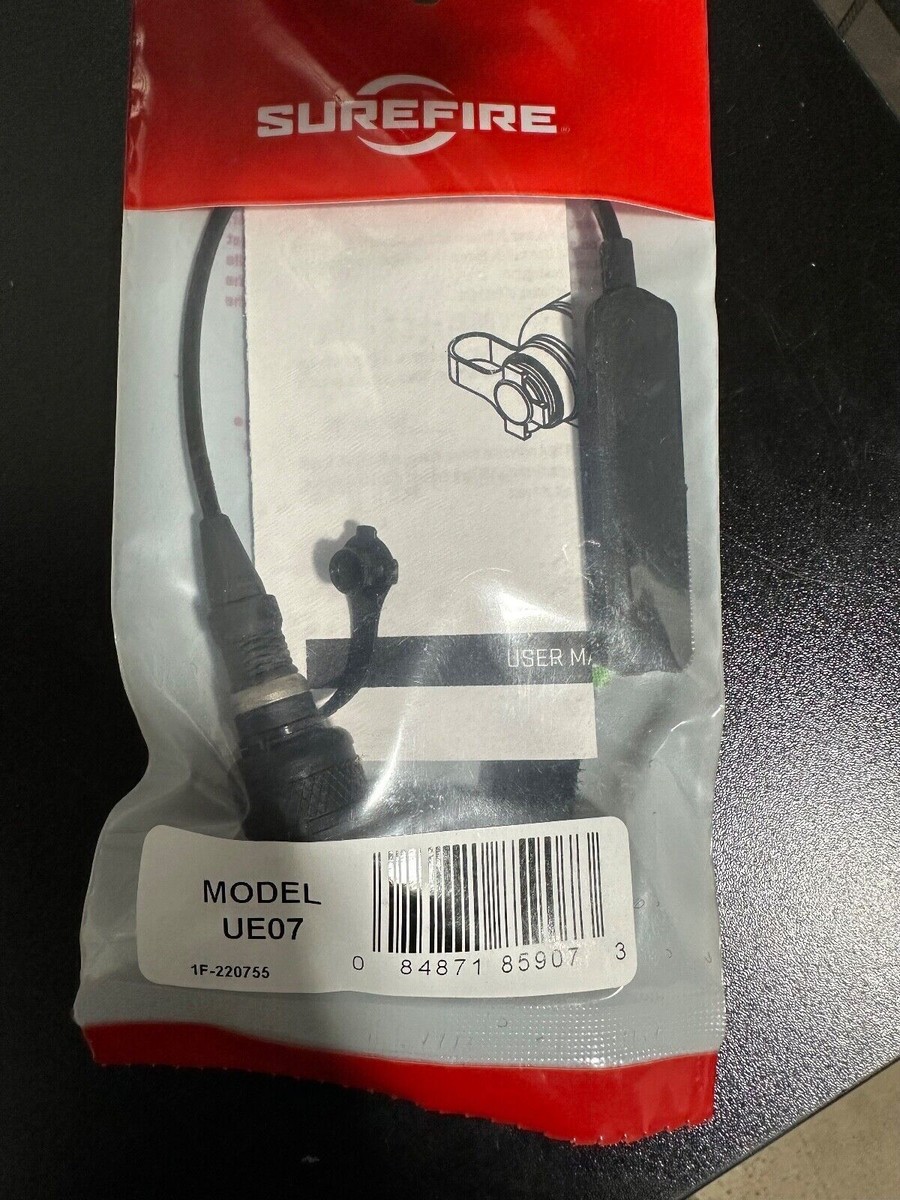 SUREFIRE®
USER MA
MODEL
UE07
1F-220755
0 84871 85907 3